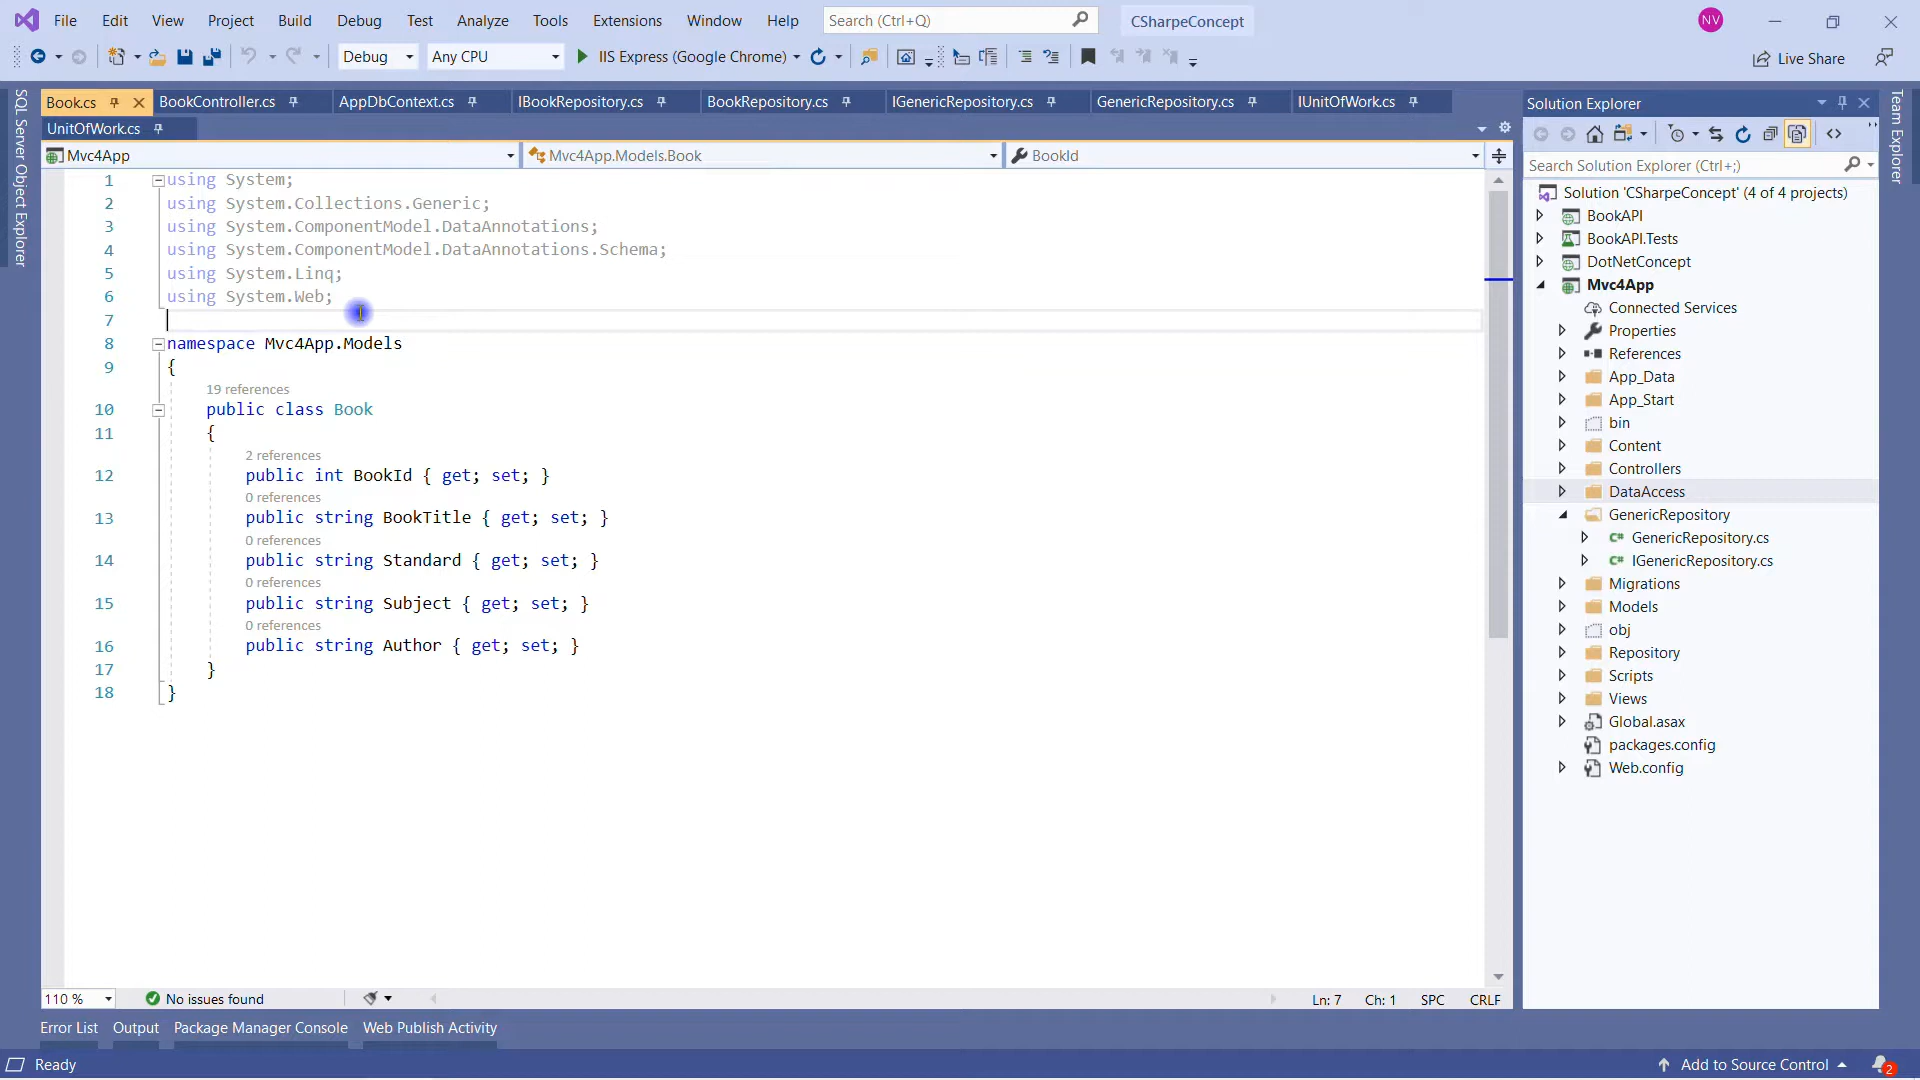 File Edit View Project Build Debug Test Analyze Tools Extensions Window Help Search (Ctrl+Q) CSharpeConcept NV
Debug Any CPU IIS Express (Google Chrome) Live Share
SQL Server Object Explorer
Book.cs BookController.cs AppDbContext.cs IBookRepository.cs BookRepository.cs IGenericRepository.cs GenericRepository.cs IUnitOfWork.cs
UnitOfWork.cs
Mvc4App Mvc4App.Models.Book BookId
1 using System;
2 using System.Collections.Generic;
3 using System.ComponentModel.DataAnnotations;
4 using System.ComponentModel.DataAnnotations.Schema;
5 using System.Linq;
6 using System.Web;
7
8 namespace Mvc4App.Models
9 {
19 references
10 public class Book
11 {
2 references
12 public int BookId { get; set; }
0 references
13 public string BookTitle { get; set; }
0 references
14 public string Standard { get; set; }
0 references
15 public string Subject { get; set; }
0 references
16 public string Author { get; set; }
17 }
18 }
110 % No issues found Ln: 7 Ch: 1 SPC CRLF
Solution Explorer
Search Solution Explorer (Ctrl+;)
Solution 'CSharpeConcept' (4 of 4 projects)
BookAPI
BookAPI.Tests
DotNetConcept
Mvc4App
Connected Services
Properties
References
App_Data
App_Start
bin
Content
Controllers
DataAccess
GenericRepository
GenericRepository.cs
IGenericRepository.cs
Migrations
Models
obj
Repository
Scripts
Views
Global.asax
packages.config
Web.config
Team Explorer
Error List Output Package Manager Console Web Publish Activity
Ready Add to Source Control 2